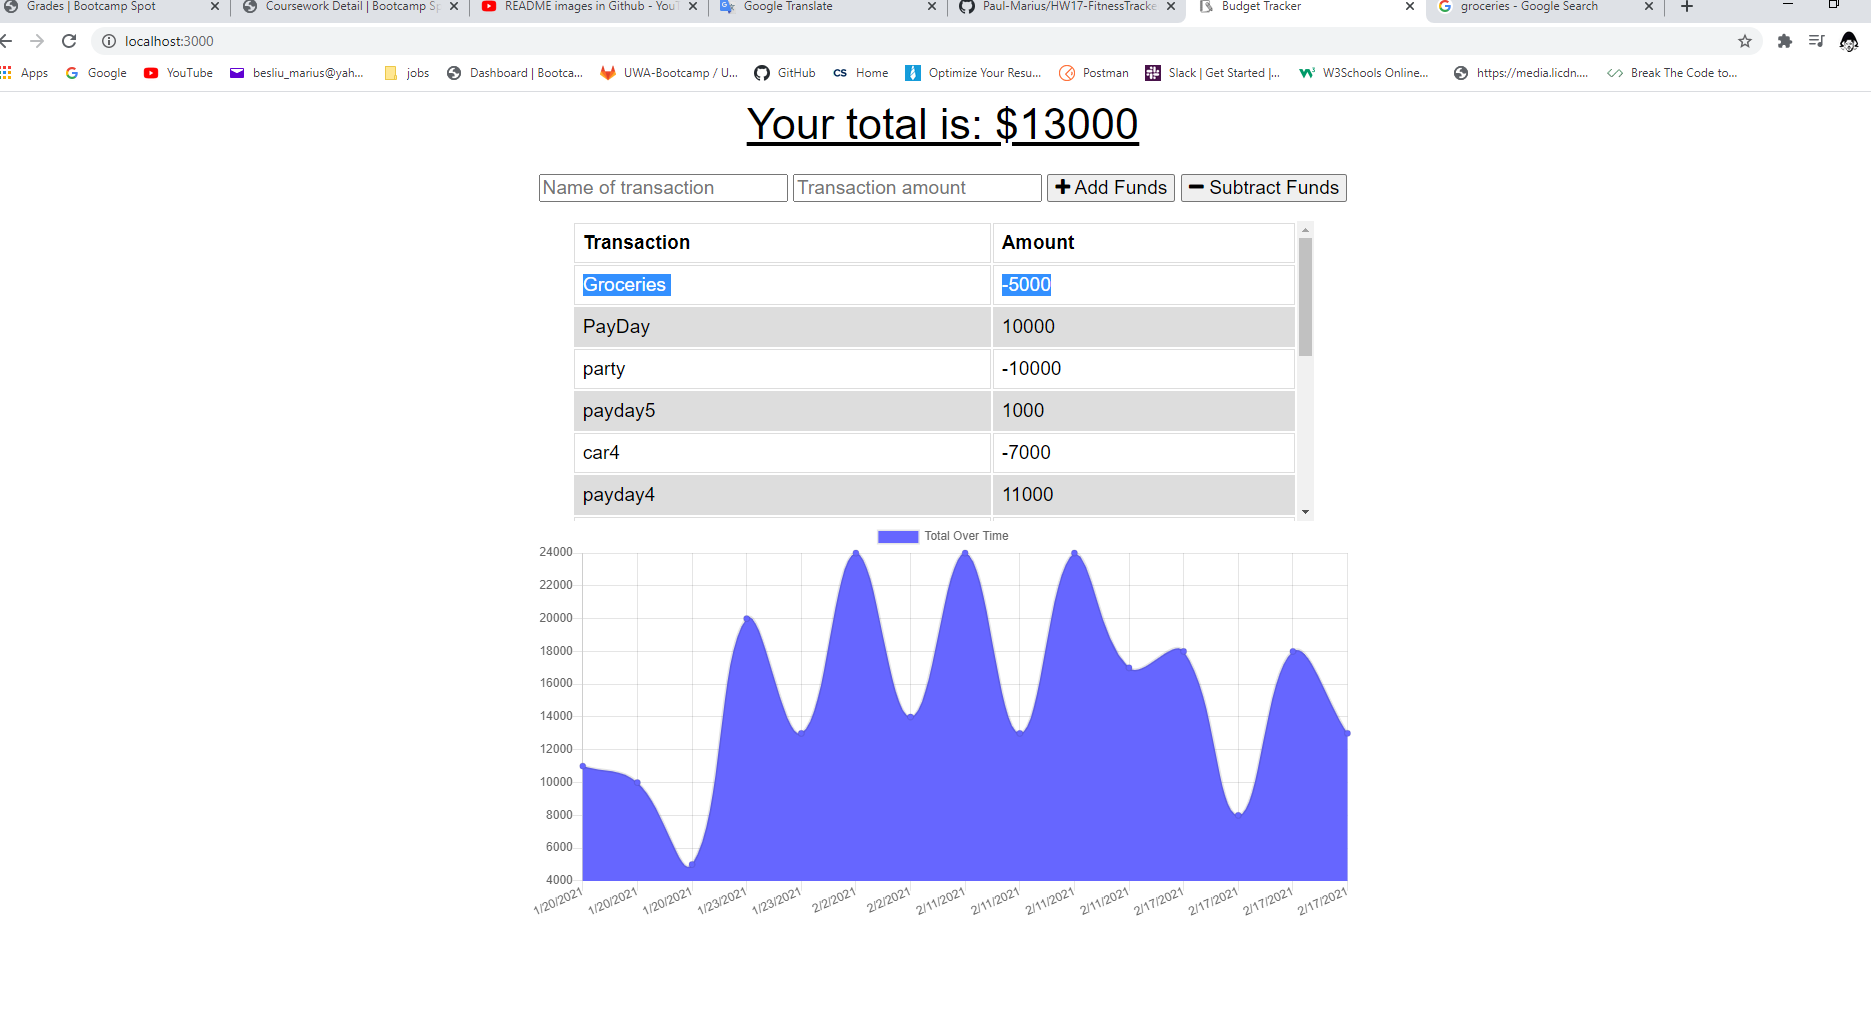 Grades | Bootcamp Spot
Coursework Detail | Bootcamp Sp
README images in Github - YouT
Google Translate
Paul-Marius/HW17-FitnessTracke
Budget Tracker
groceries - Google Search
localhost:3000
Apps
Google
YouTube
besliu_marius@yah...
jobs
Dashboard | Bootca...
UWA-Bootcamp / U...
GitHub
CS Home
Optimize Your Resu...
Postman
Slack | Get Started |...
W3Schools Online...
https://media.licdn....
Break The Code to...
Your total is: $13000
Name of transaction
Transaction amount
Add Funds
Subtract Funds
Transaction Amount
Groceries -5000
PayDay 10000
party -10000
payday5 1000
car4 -7000
payday4 11000
Total Over Time
24000
22000
20000
18000
16000
14000
12000
10000
8000
6000
4000
1/20/2021
1/20/2021
1/20/2021
1/23/2021
1/23/2021
2/2/2021
2/2/2021
2/11/2021
2/11/2021
2/11/2021
2/11/2021
2/17/2021
2/17/2021
2/17/2021
2/17/2021